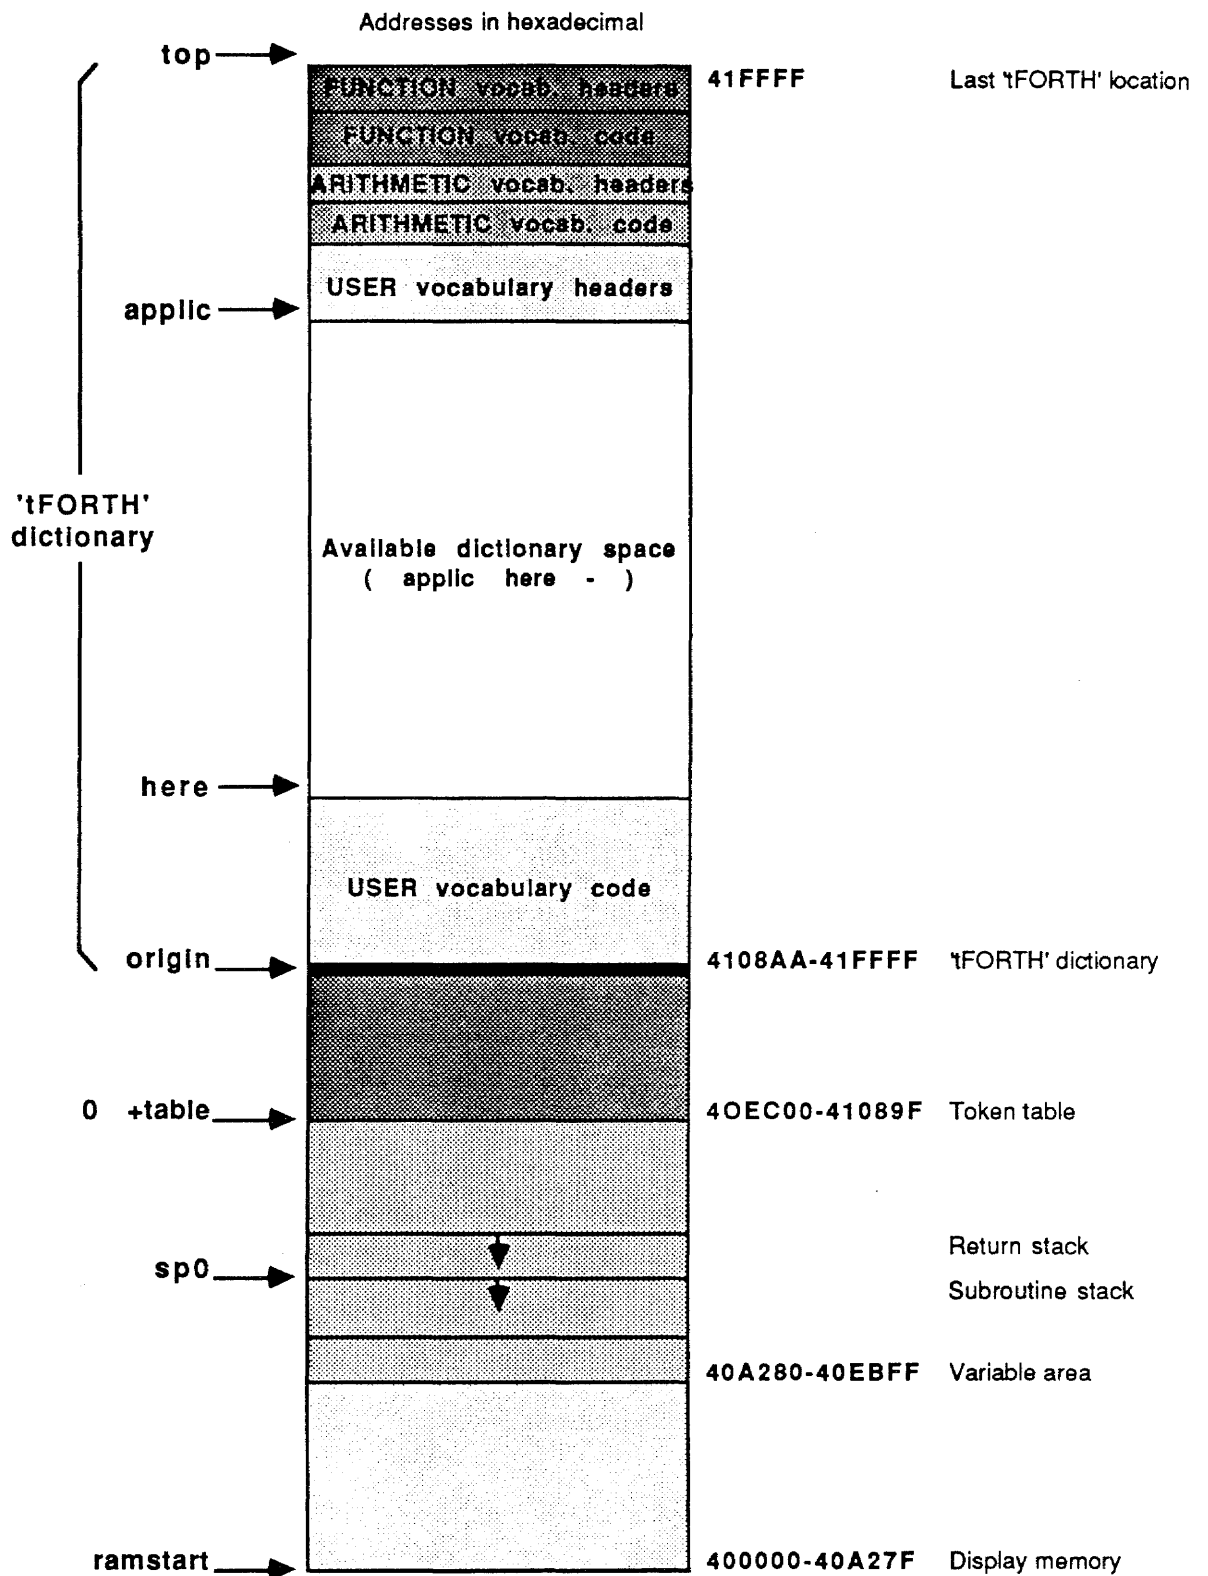 Addresses in hexadecimal
top
FUNCTION vocab. headers
41FFFF
Last 'tFORTH' location
FUNCTION vocab. code
ARITHMETIC vocab. headers
ARITHMETIC vocab. code
USER vocabulary headers
applic
'tFORTH'
dictionary
Available dictionary space
( applic here - )
here
USER vocabulary code
origin
4108AA-41FFFF
'tFORTH' dictionary
0 +table
4OEC00-41089F
Token table
Return stack
sp0
Subroutine stack
40A280-40EBFF
Variable area
ramstart
400000-40A27F
Display memory